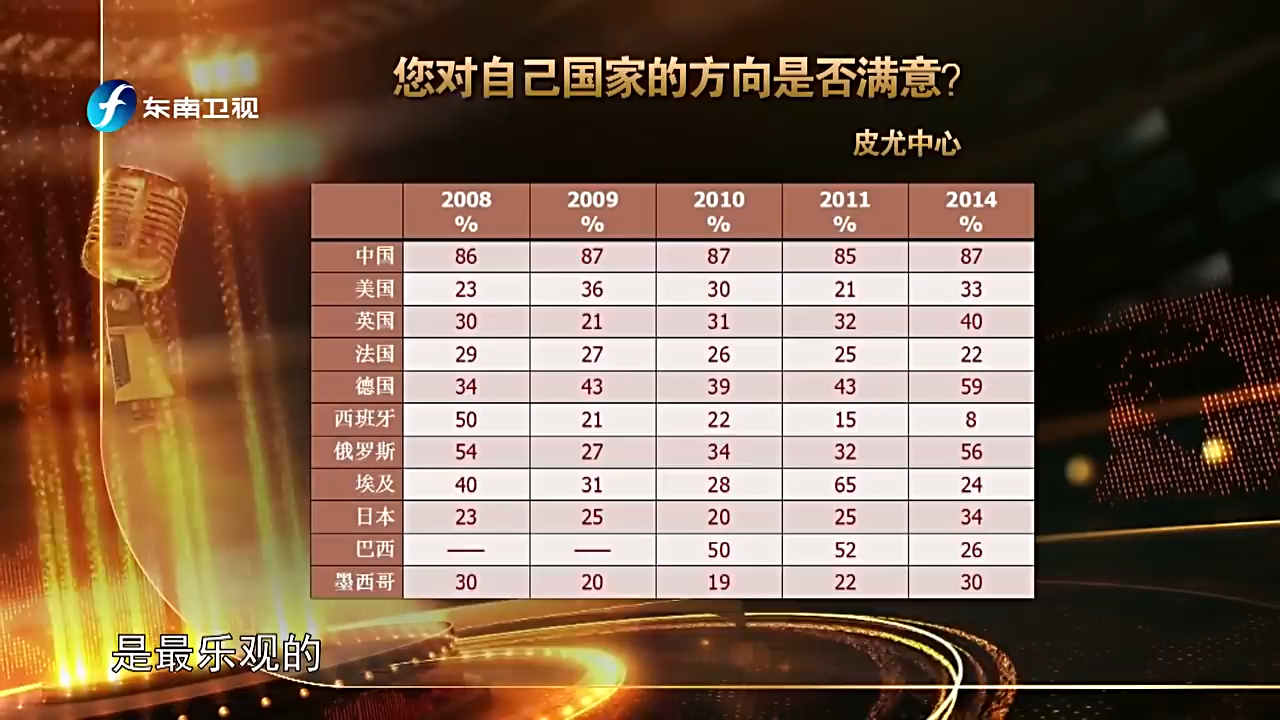 您对自己国家的方向是否满意?
东南卫视
皮尤中心
2008 2009 2010 2011 2014
% % % % %
中国 86 87 87 85 87
美国 23 36 30 21 33
英国 30 21 31 32 40
法国 29 27 26 25 22
德国 34 43 39 43 59
西班牙 50 21 22 15 8
俄罗斯 54 27 34 32 56
埃及 40 31 28 65 24
日本 23 25 20 25 34
巴西 —— —— 50 52 26
墨西哥 30 20 19 22 30
是最乐观的